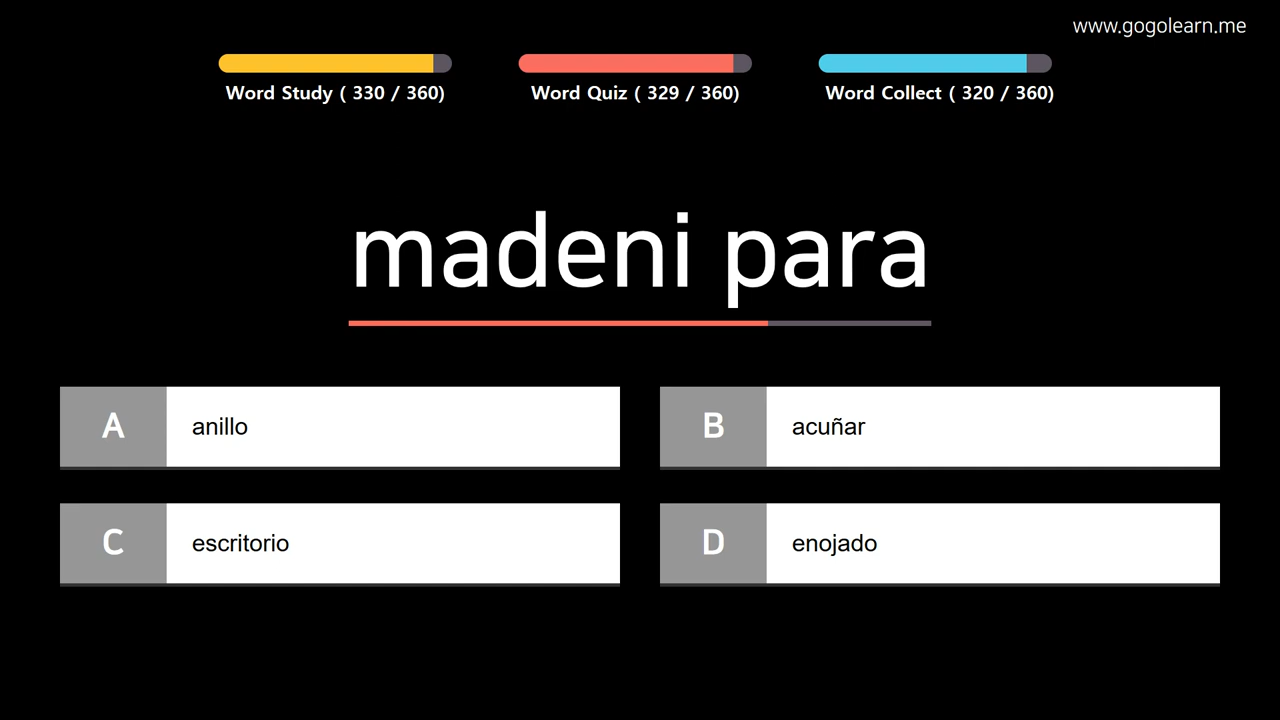 www.gogolearn.me
Word Study ( 330 / 360)
Word Quiz ( 329 / 360)
Word Collect ( 320 / 360)
madeni para
A anillo
B acuñar
C escritorio
D enojado